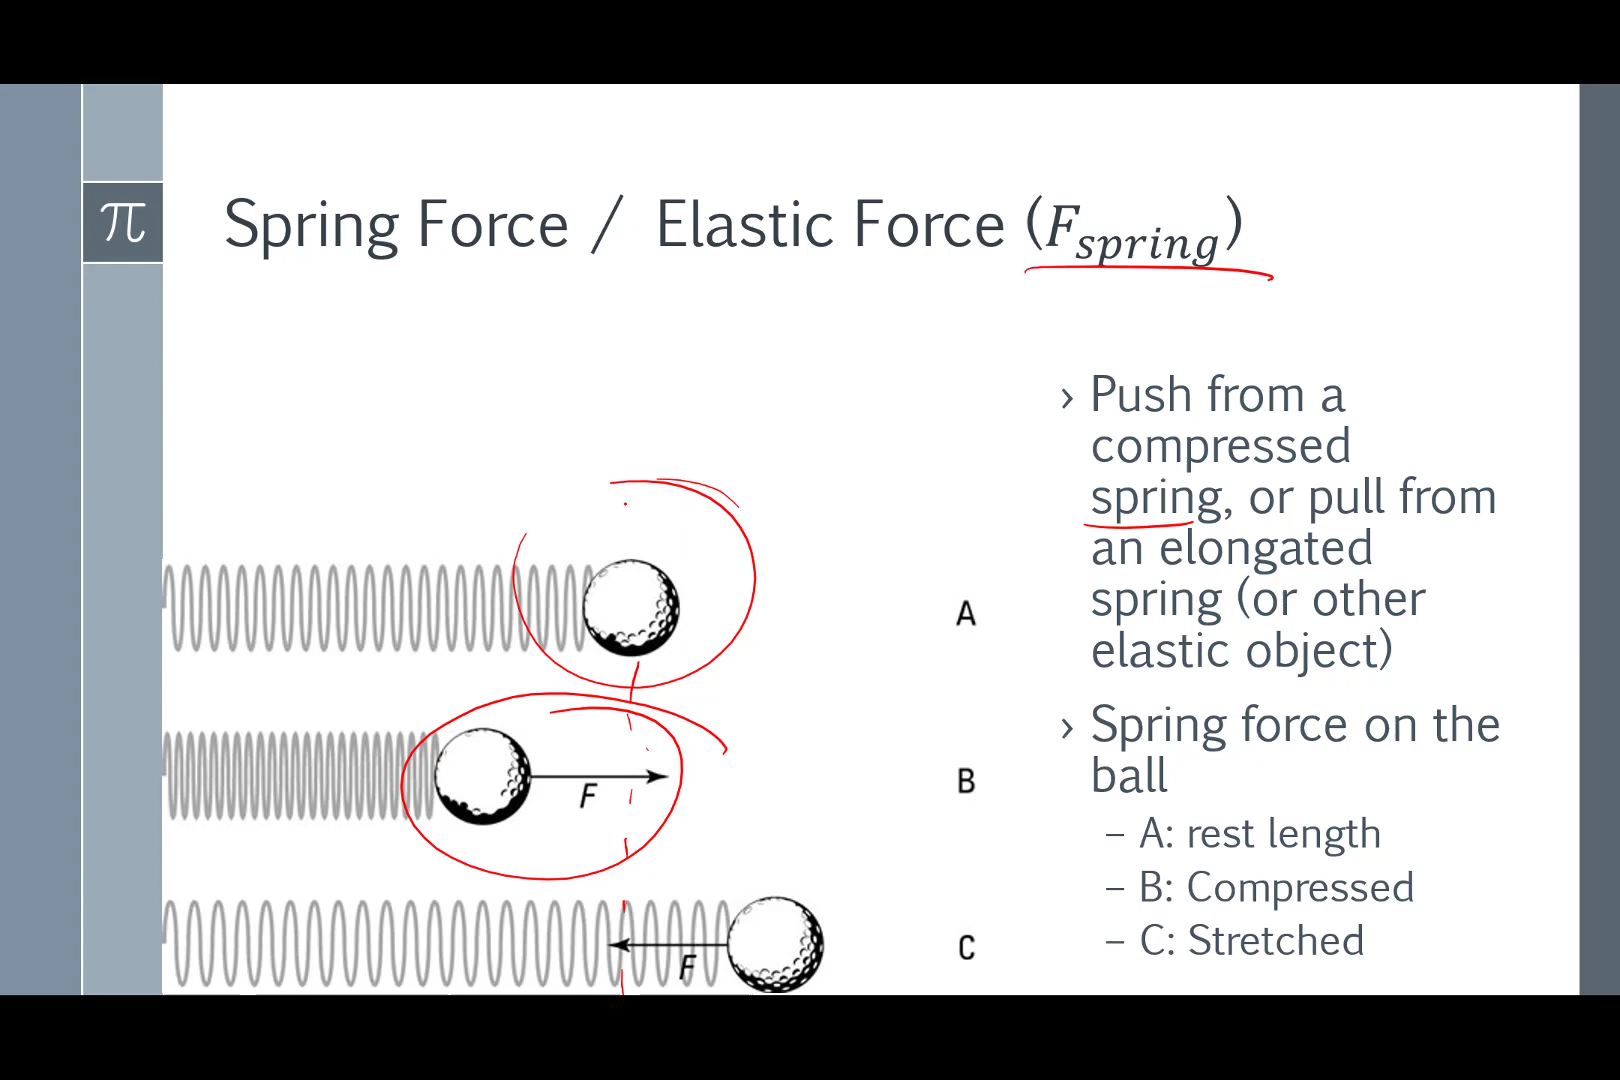 π
Spring Force / Elastic Force (F_spring)
› Push from a
compressed
spring, or pull from
an elongated
spring (or other
elastic object)
› Spring force on the
ball
– A: rest length
– B: Compressed
– C: Stretched
A
F
B
F
C